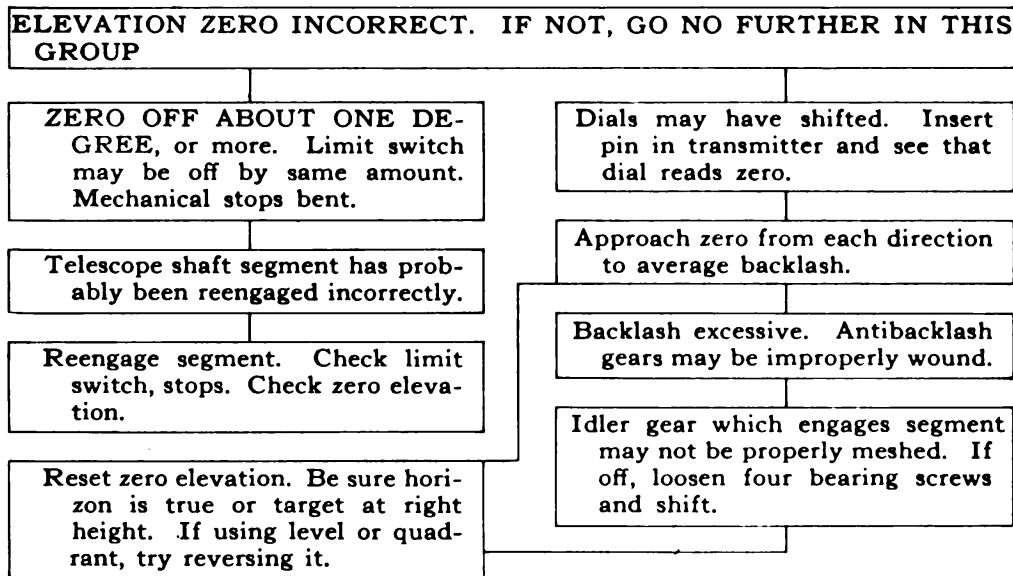 ELEVATION ZERO INCORRECT. IF NOT, GO NO FURTHER IN THIS
GROUP
ZERO OFF ABOUT ONE DE-
GREE, or more. Limit switch
may be off by same amount.
Mechanical stops bent.
Telescope shaft segment has prob-
ably been reengaged incorrectly.
Reengage segment. Check limit
switch, stops. Check zero eleva-
tion.
Reset zero elevation. Be sure hori-
zon is true or target at right
height. If using level or quad-
rant, try reversing it.
Dials may have shifted. Insert
pin in transmitter and see that
dial reads zero.
Approach zero from each direction
to average backlash.
Backlash excessive. Antibacklash
gears may be improperly wound.
Idler gear which engages segment
may not be properly meshed. If
off, loosen four bearing screws
and shift.